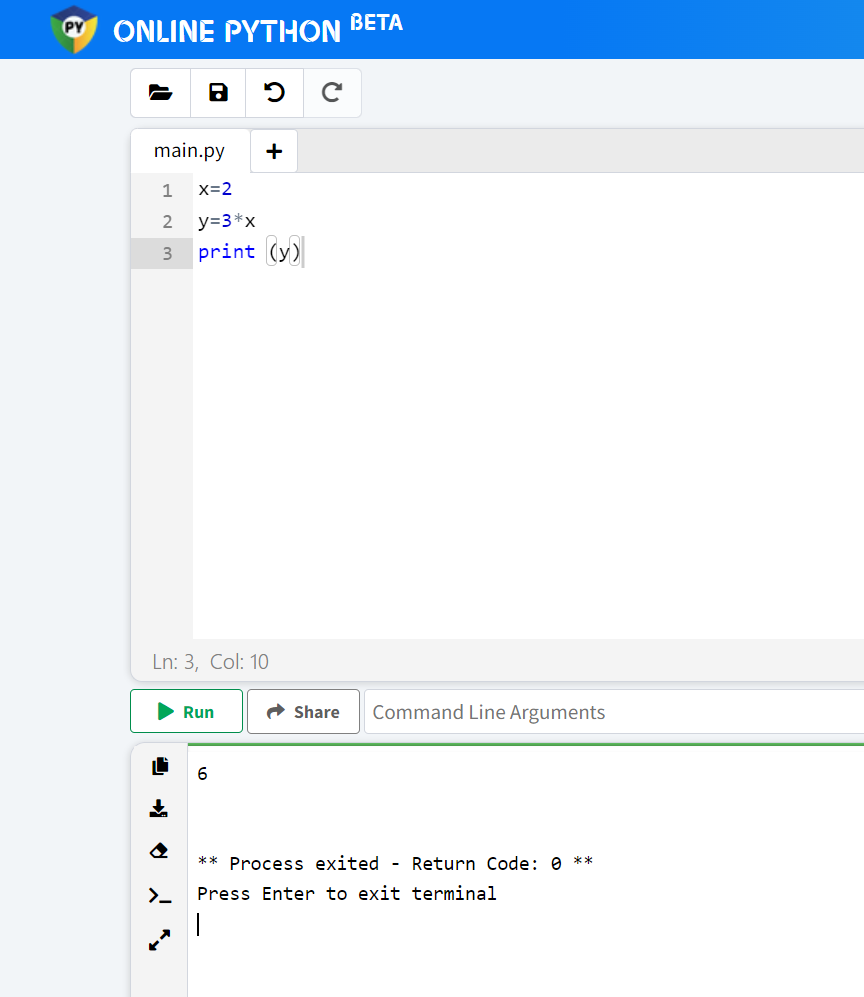 PY
ONLINE PYTHON BETA
main.py
1 x=2
2 y=3*x
3 print (y)
Ln: 3, Col: 10
Run Share Command Line Arguments
6
** Process exited - Return Code: 0 **
Press Enter to exit terminal